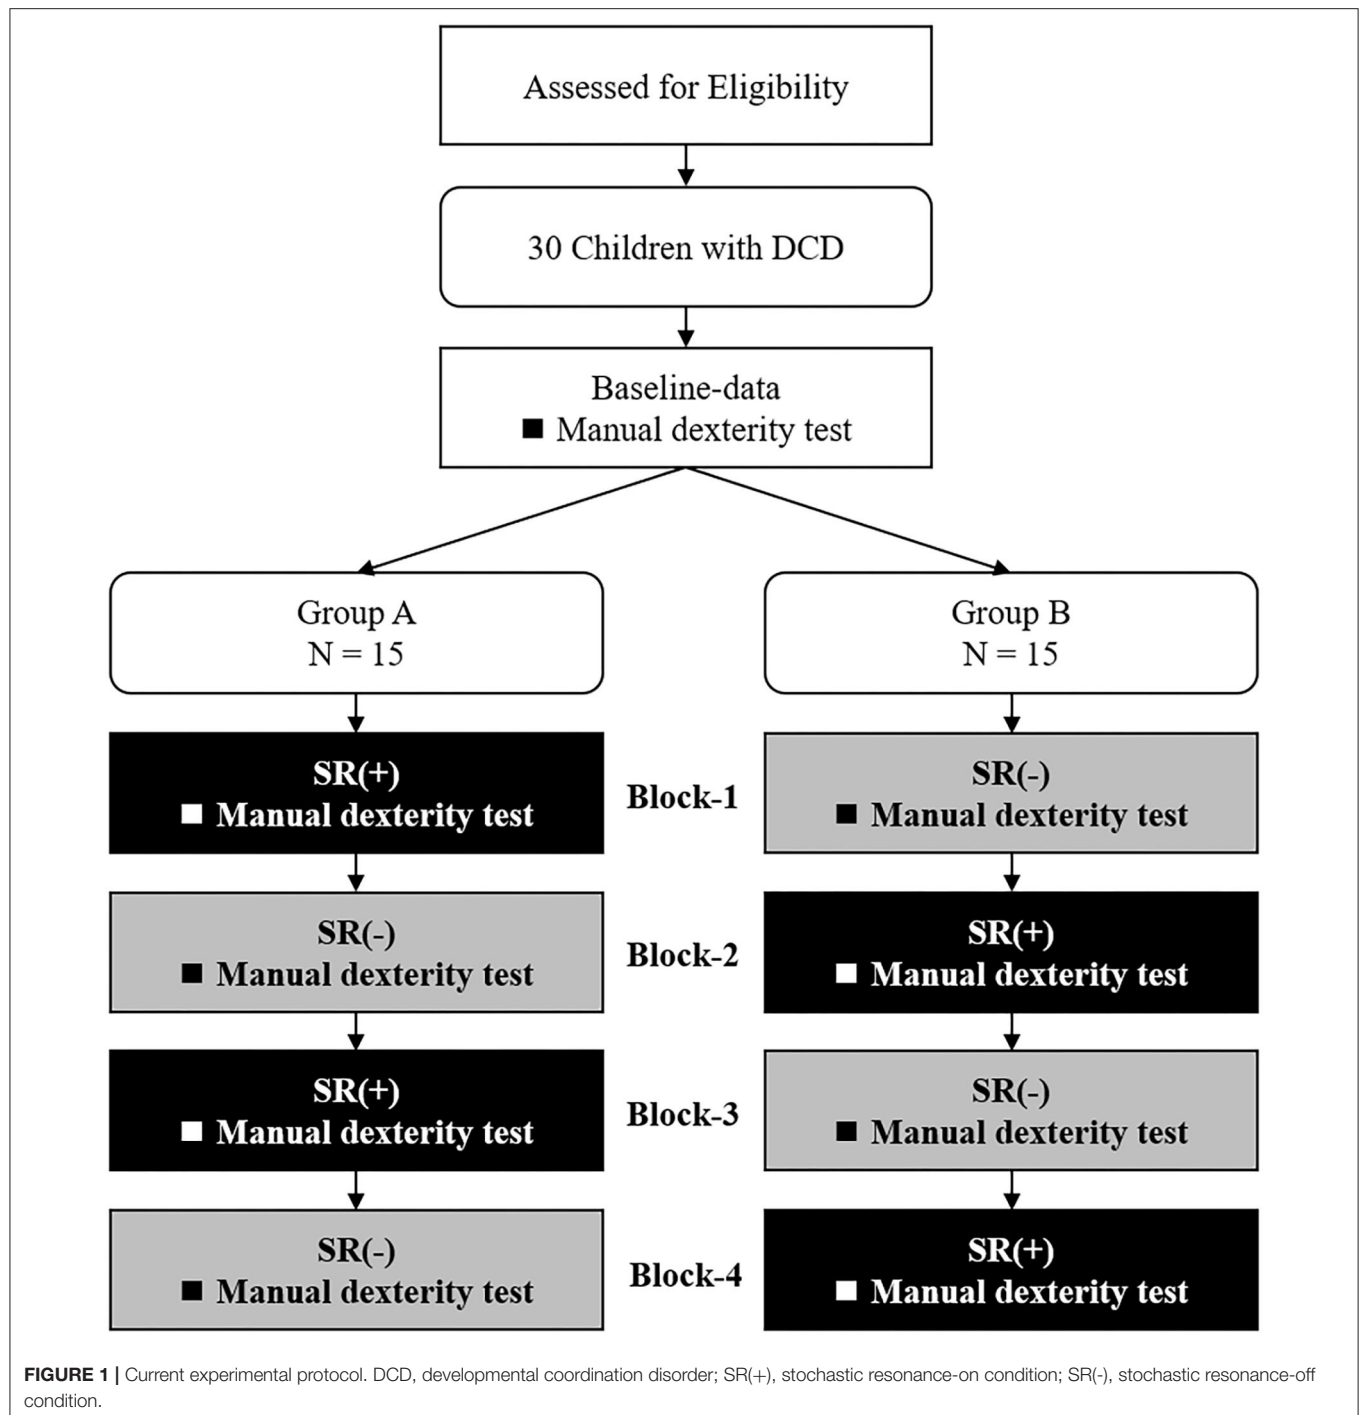 Assessed for Eligibility
30 Children with DCD
Baseline-data
■ Manual dexterity test
Group A
N = 15
Group B
N = 15
SR(+)
■ Manual dexterity test
Block-1
SR(-)
■ Manual dexterity test
SR(-)
■ Manual dexterity test
Block-2
SR(+)
■ Manual dexterity test
SR(+)
■ Manual dexterity test
Block-3
SR(-)
■ Manual dexterity test
SR(-)
■ Manual dexterity test
Block-4
SR(+)
■ Manual dexterity test
FIGURE 1 | Current experimental protocol. DCD, developmental coordination disorder; SR(+), stochastic resonance-on condition; SR(-), stochastic resonance-off
condition.